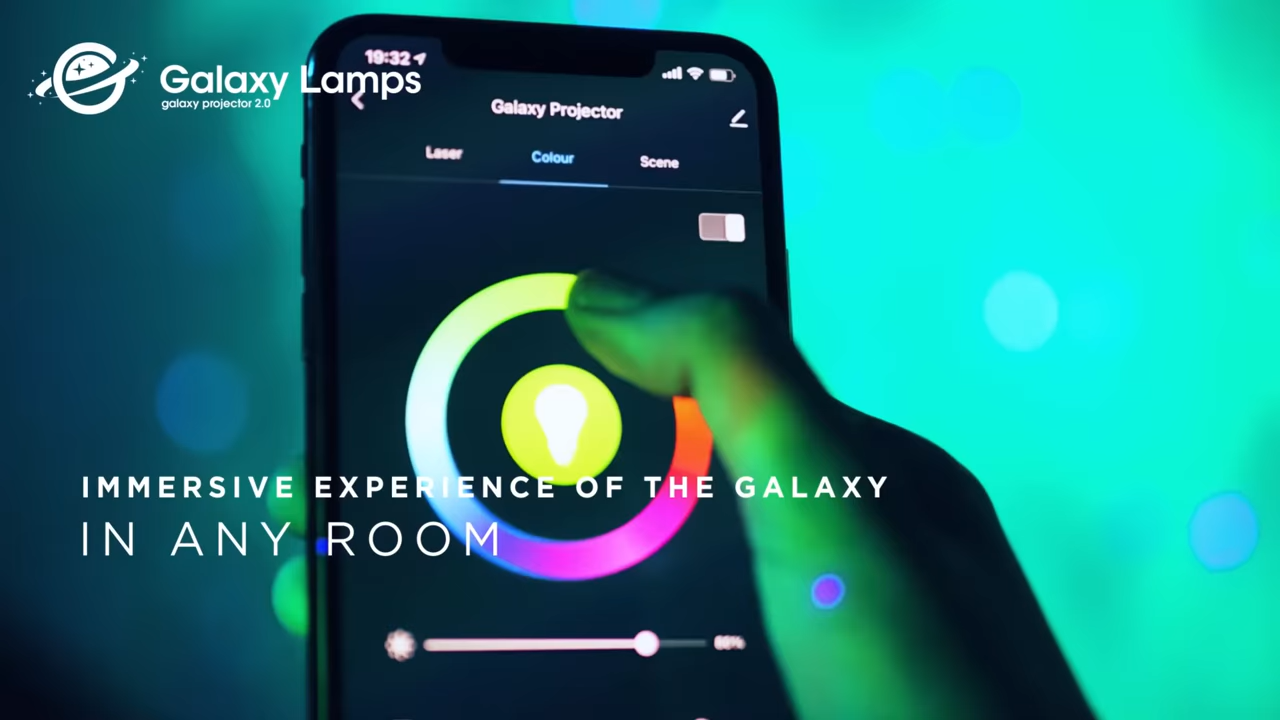 19:32
Galaxy Lamps
galaxy projector 2.0
Galaxy Projector
Laser
Colour
Scene
IMMERSIVE EXPERIENCE OF THE GALAXY
IN ANY ROOM